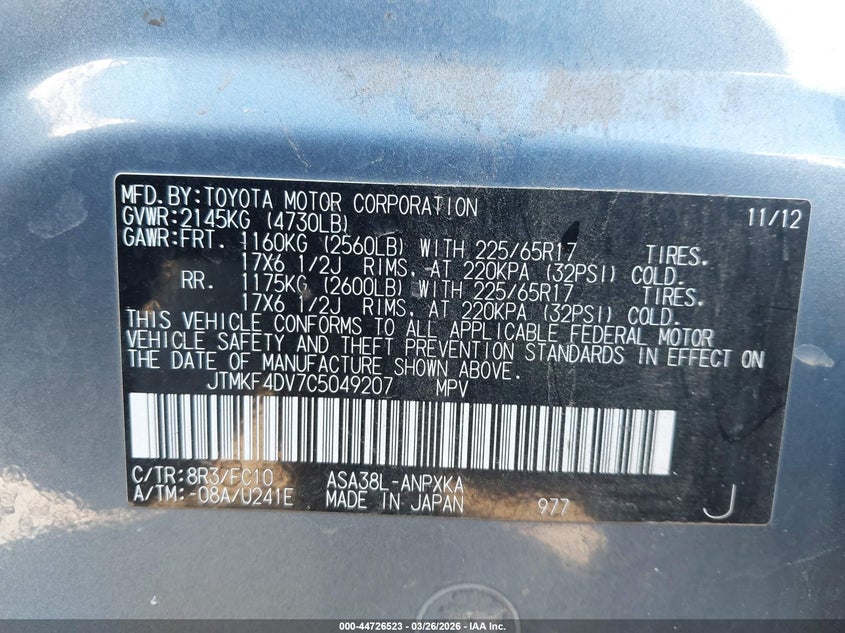 MFD.BY:TOYOTA MOTOR CORPORATION 11/12
GVWR:2145KG (4730LB)
GAWR:FRT. 1160KG (2560LB) WITH 225/65R17 TIRES.
17X6 1/2J RIMS, AT 220KPA (32PSI) COLD.
RR. 1175KG (2600LB) WITH 225/65R17 TIRES.
17X6 1/2J RIMS, AT 220KPA (32PSI) COLD.
THIS VEHICLE CONFORMS TO ALL APPLICABLE FEDERAL MOTOR
VEHICLE SAFETY AND THEFT PREVENTION STANDARDS IN EFFECT ON
THE DATE OF MANUFACTURE SHOWN ABOVE.
JTMKF4DV7C5049207 MPV
C/TR:8R3/FC10 ASA38L-ANPXKA
A/TM:-08A/U241E MADE IN JAPAN 977 J
000-44726523 | 03/26/2026 | IAA Inc.